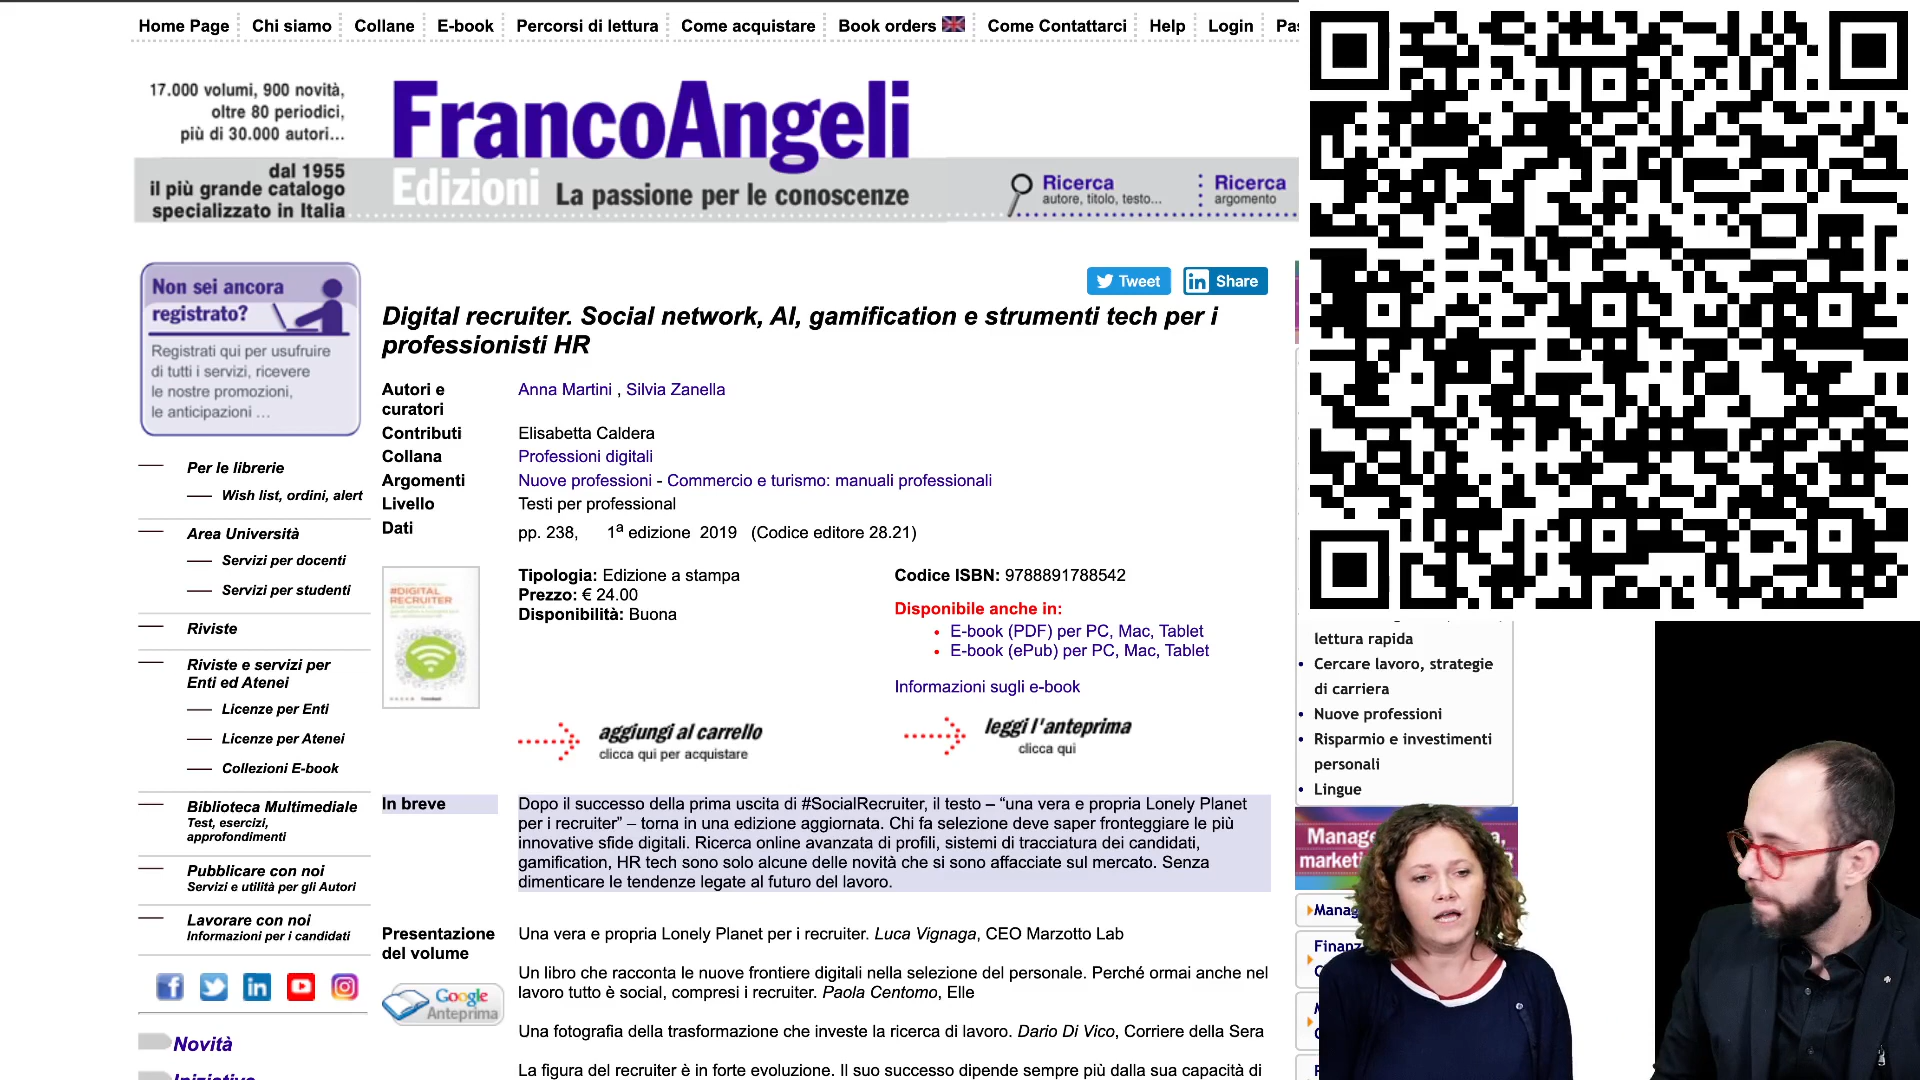 Home Page
Chi siamo
Collane
E-book
Percorsi di lettura
Come acquistare
Book orders
Come Contattarci
Help
Login
17.000 volumi, 900 novità,
oltre 80 periodici,
più di 30.000 autori...
dal 1955
il più grande catalogo
specializzato in Italia
FrancoAngeli
Edizioni La passione per le conoscenze
Ricerca
autore, titolo, testo...
Ricerca
argomento
Non sei ancora
registrato?
Registrati qui per usufruire
di tutti i servizi, ricevere
le nostre promozioni,
le anticipazioni ...
Per le librerie
Wish list, ordini, alert
Area Università
Servizi per docenti
Servizi per studenti
Riviste
Riviste e servizi per
Enti ed Atenei
Licenze per Enti
Licenze per Atenei
Collezioni E-book
Biblioteca Multimediale
Test, esercizi,
approfondimenti
Pubblicare con noi
Servizi e utilità per gli Autori
Lavorare con noi
Informazioni per i candidati
Novità
Tweet
Share
Digital recruiter. Social network, AI, gamification e strumenti tech per i
professionisti HR
Autori e
curatori
Anna Martini , Silvia Zanella
Contributi
Elisabetta Caldera
Collana
Professioni digitali
Argomenti
Nuove professioni - Commercio e turismo: manuali professionali
Livello
Testi per professional
Dati
pp. 238, 1a edizione 2019 (Codice editore 28.21)
#DIGITAL
RECRUITER
Tipologia: Edizione a stampa
Prezzo: € 24.00
Disponibilità: Buona
Codice ISBN: 9788891788542
Disponibile anche in:
E-book (PDF) per PC, Mac, Tablet
E-book (ePub) per PC, Mac, Tablet
Informazioni sugli e-book
aggiungi al carrello
clicca qui per acquistare
leggi l'anteprima
clicca qui
In breve
Dopo il successo della prima uscita di #SocialRecruiter, il testo – “una vera e propria Lonely Planet
per i recruiter” – torna in una edizione aggiornata. Chi fa selezione deve saper fronteggiare le più
innovative sfide digitali. Ricerca online avanzata di profili, sistemi di tracciatura dei candidati,
gamification, HR tech sono solo alcune delle novità che si sono affacciate sul mercato. Senza
dimenticare le tendenze legate al futuro del lavoro.
Presentazione
del volume
Google
Anteprima
Una vera e propria Lonely Planet per i recruiter. Luca Vignaga, CEO Marzotto Lab
Un libro che racconta le nuove frontiere digitali nella selezione del personale. Perché ormai anche nel
lavoro tutto è social, compresi i recruiter. Paola Centomo, Elle
Una fotografia della trasformazione che investe la ricerca di lavoro. Dario Di Vico, Corriere della Sera
La figura del recruiter è in forte evoluzione. Il suo successo dipende sempre più dalla sua capacità di
lettura rapida
Cercare lavoro, strategie
di carriera
Nuove professioni
Risparmio e investimenti
personali
Lingue